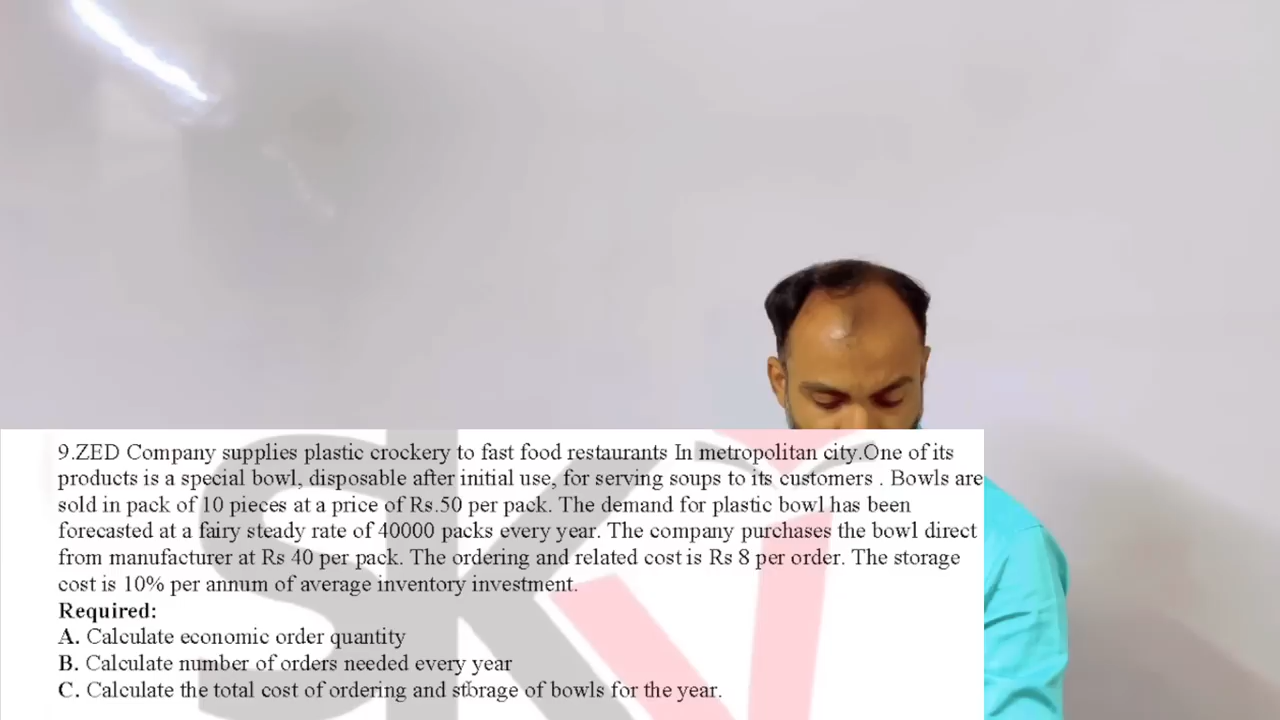 9.ZED Company supplies plastic crockery to fast food restaurants In metropolitan city.One of its
products is a special bowl, disposable after initial use, for serving soups to its customers . Bowls are
sold in pack of 10 pieces at a price of Rs.50 per pack. The demand for plastic bowl has been
forecasted at a fairy steady rate of 40000 packs every year. The company purchases the bowl direct
from manufacturer at Rs 40 per pack. The ordering and related cost is Rs 8 per order. The storage
cost is 10% per annum of average inventory investment.
Required:
A. Calculate economic order quantity
B. Calculate number of orders needed every year
C. Calculate the total cost of ordering and storage of bowls for the year.